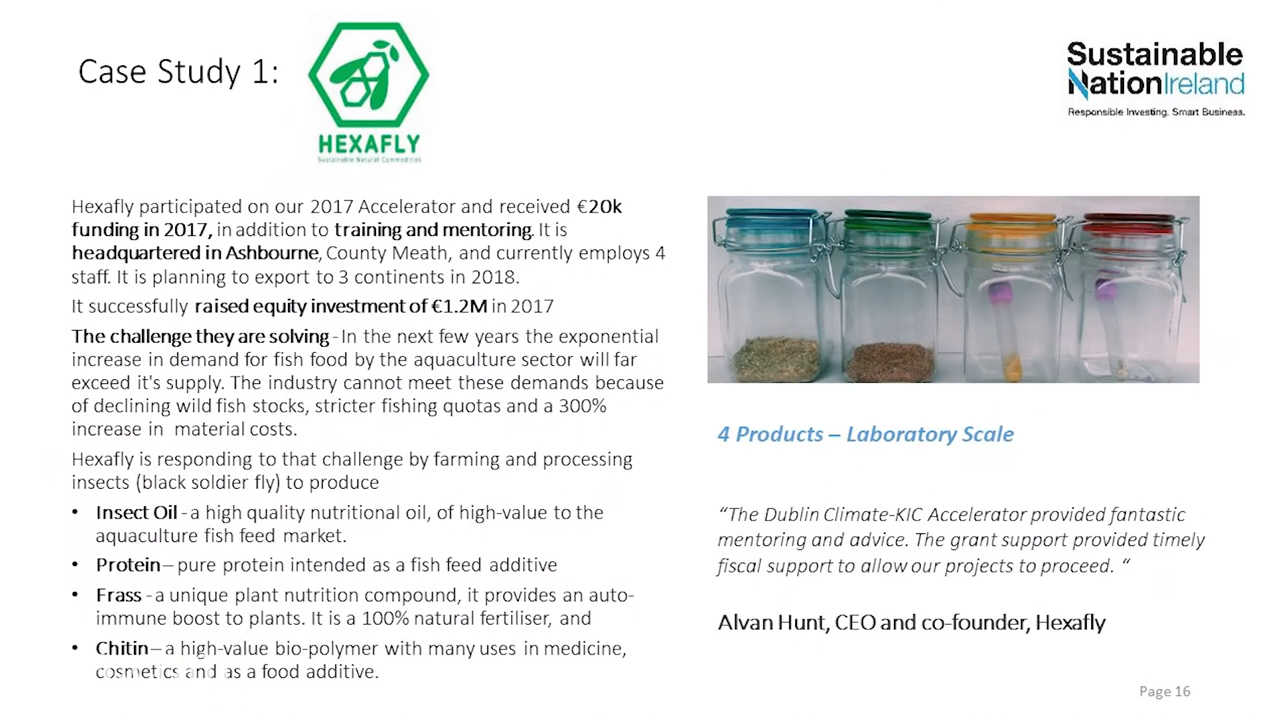 Case Study 1:
HEXAFLY
Sustainable Natural Commodities
Sustainable
NationIreland
Responsible Investing. Smart Business.
Hexafly participated on our 2017 Accelerator and received €20k
funding in 2017, in addition to training and mentoring. It is
headquartered in Ashbourne, County Meath, and currently employs 4
staff. It is planning to export to 3 continents in 2018.
It successfully raised equity investment of €1.2M in 2017
The challenge they are solving - In the next few years the exponential
increase in demand for fish food by the aquaculture sector will far
exceed it's supply. The industry cannot meet these demands because
of declining wild fish stocks, stricter fishing quotas and a 300%
increase in material costs.
Hexafly is responding to that challenge by farming and processing
insects (black soldier fly) to produce
• Insect Oil - a high quality nutritional oil, of high-value to the
aquaculture fish feed market.
• Protein – pure protein intended as a fish feed additive
• Frass - a unique plant nutrition compound, it provides an auto-
immune boost to plants. It is a 100% natural fertiliser, and
• Chitin – a high-value bio-polymer with many uses in medicine,
cosmetics and as a food additive.
4 Products – Laboratory Scale
“The Dublin Climate-KIC Accelerator provided fantastic
mentoring and advice. The grant support provided timely
fiscal support to allow our projects to proceed. “
Alvan Hunt, CEO and co-founder, Hexafly
Page 16